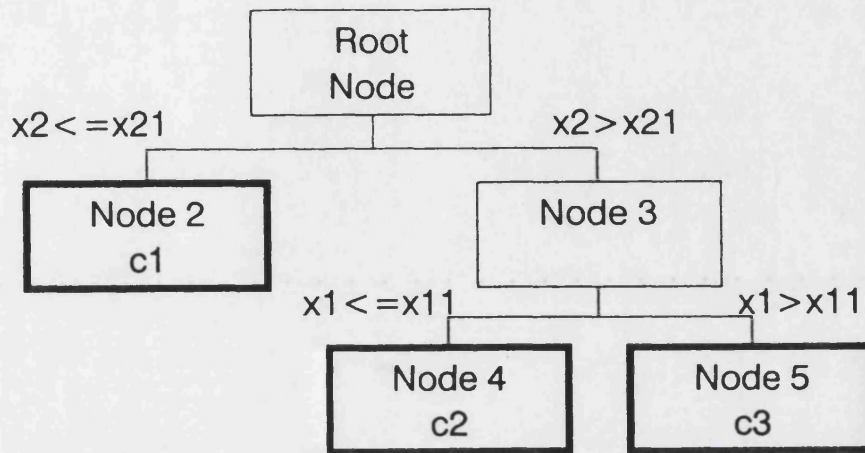 Root
Node
x2<=x21
x2>x21
Node 2
c1
Node 3
x1<=x11
x1>x11
Node 4
c2
Node 5
c3